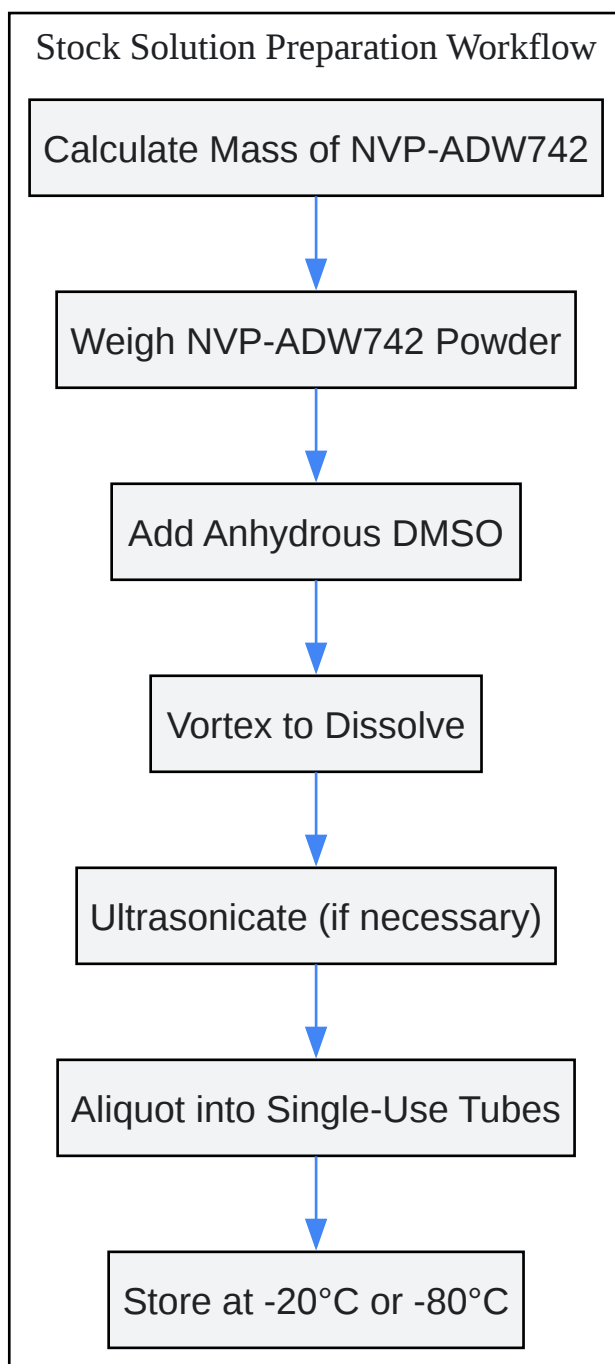 Stock Solution Preparation Workflow
Calculate Mass of NVP-ADW742
Weigh NVP-ADW742 Powder
Add Anhydrous DMSO
Vortex to Dissolve
Ultrasonicate (if necessary)
Aliquot into Single-Use Tubes
Store at -20°C or -80°C